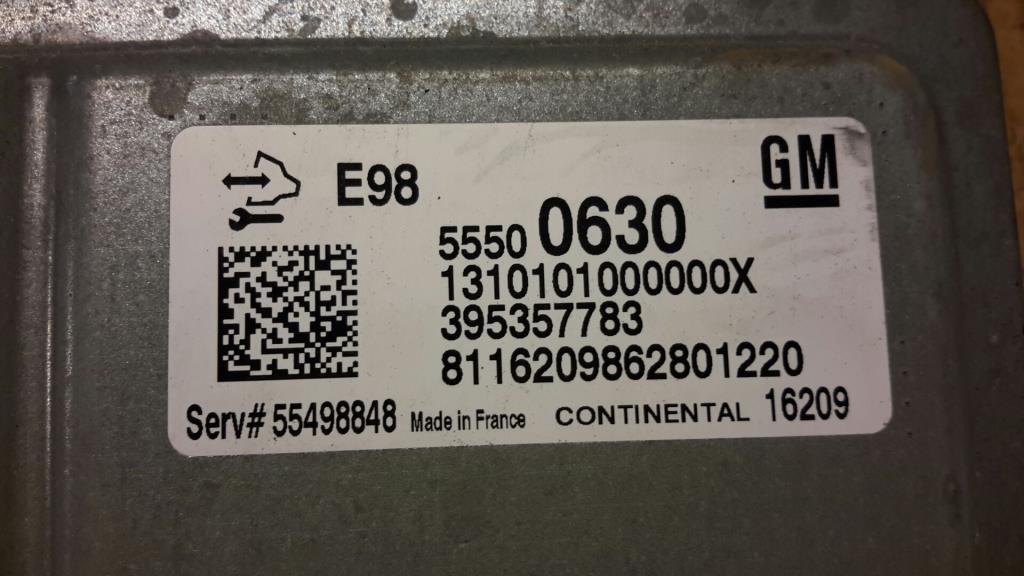 E98
GM
5550 0630
1310101000000X
395357783
8116209862801220
Serv# 55498848 Made in France CONTINENTAL 16209